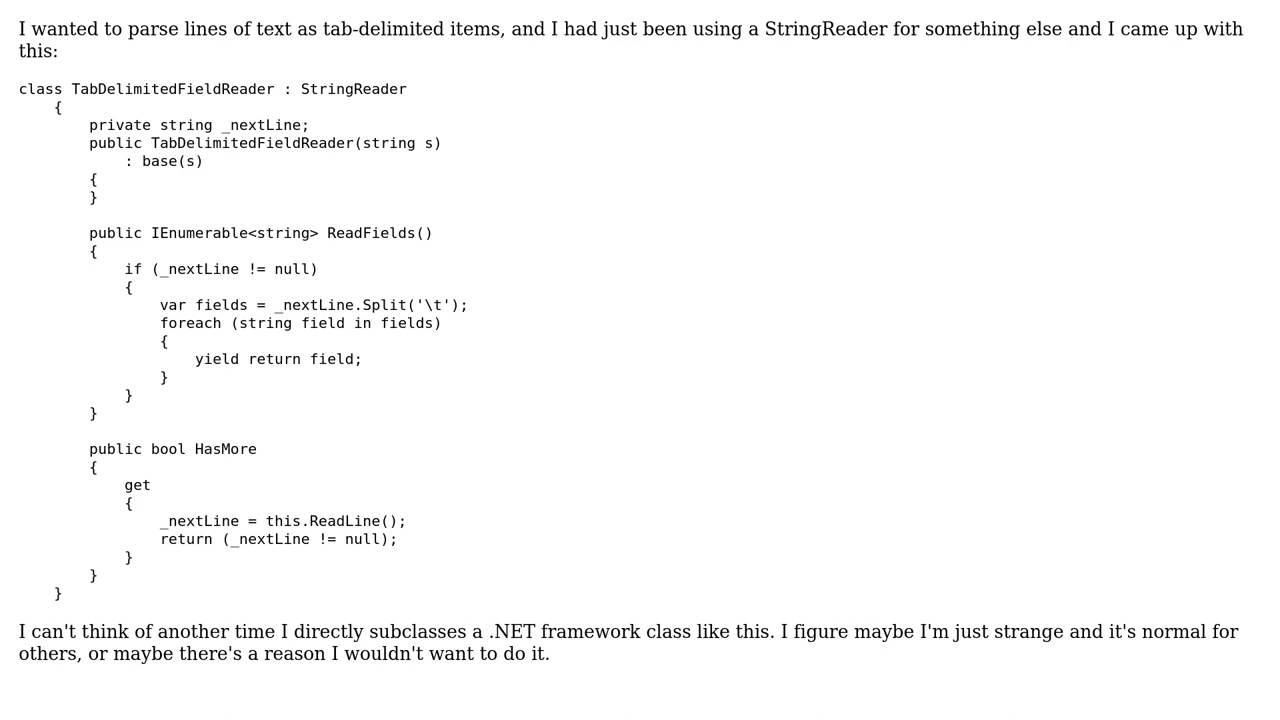 I wanted to parse lines of text as tab-delimited items, and I had just been using a StringReader for something else and I came up with
this:
class TabDelimitedFieldReader : StringReader
    {
        private string _nextLine;
        public TabDelimitedFieldReader(string s)
            : base(s)
        {
        }

        public IEnumerable<string> ReadFields()
        {
            if (_nextLine != null)
            {
                var fields = _nextLine.Split('\t');
                foreach (string field in fields)
                {
                    yield return field;
                }
            }
        }

        public bool HasMore
        {
            get
            {
                _nextLine = this.ReadLine();
                return (_nextLine != null);
            }
        }
    }
I can't think of another time I directly subclasses a .NET framework class like this. I figure maybe I'm just strange and it's normal for
others, or maybe there's a reason I wouldn't want to do it.